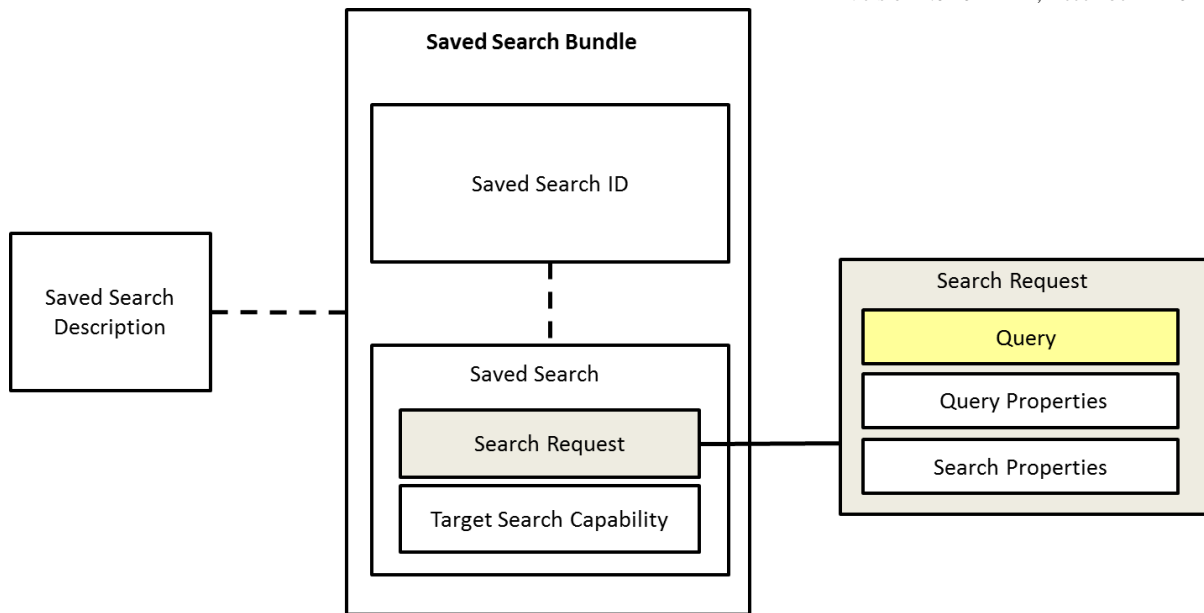 Saved Search Bundle
Saved Search ID
Saved Search
Description
Saved Search
Search Request
Target Search Capability
Search Request
Query
Query Properties
Search Properties